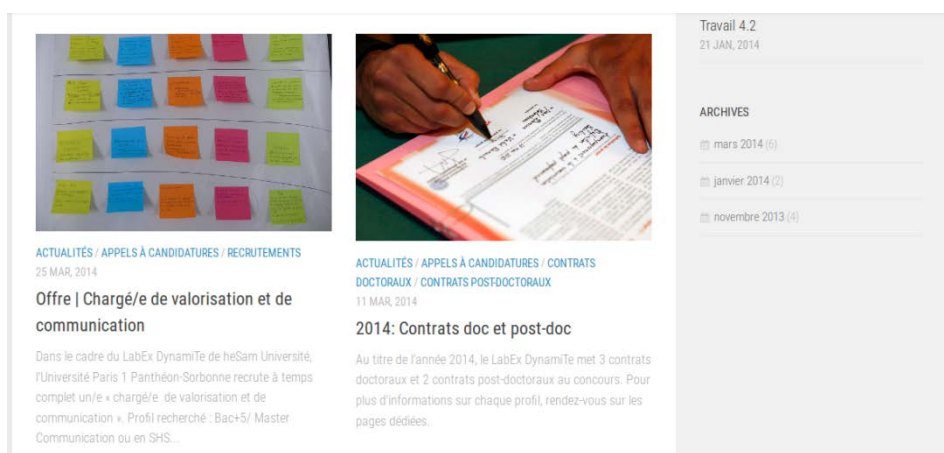 ACTUALITÉS / APPELS À CANDIDATURES / RECRUTEMENTS
25 MAR, 2014
Offre | Chargé/e de valorisation et de
communication
Dans le cadre du LabEx DynamiTe de heSam Université,
l'Université Paris 1 Panthéon-Sorbonne recrute à temps
complet un/e « chargé/e de valorisation et de
communication ». Profil recherché : Bac+5/ Master
Communication ou en SHS...
ACTUALITÉS / APPELS À CANDIDATURES / CONTRATS
DOCTORAUX / CONTRATS POST-DOCTORAUX
11 MAR, 2014
2014: Contrats doc et post-doc
Au titre de l'année 2014, le LabEx DynamiTe met 3 contrats
doctoraux et 2 contrats post-doctoraux au concours. Pour
plus d'informations sur chaque profil, rendez-vous sur les
pages dédiées.
Travail 4.2
21 JAN, 2014
ARCHIVES
mars 2014 (6)
janvier 2014 (2)
novembre 2013 (4)